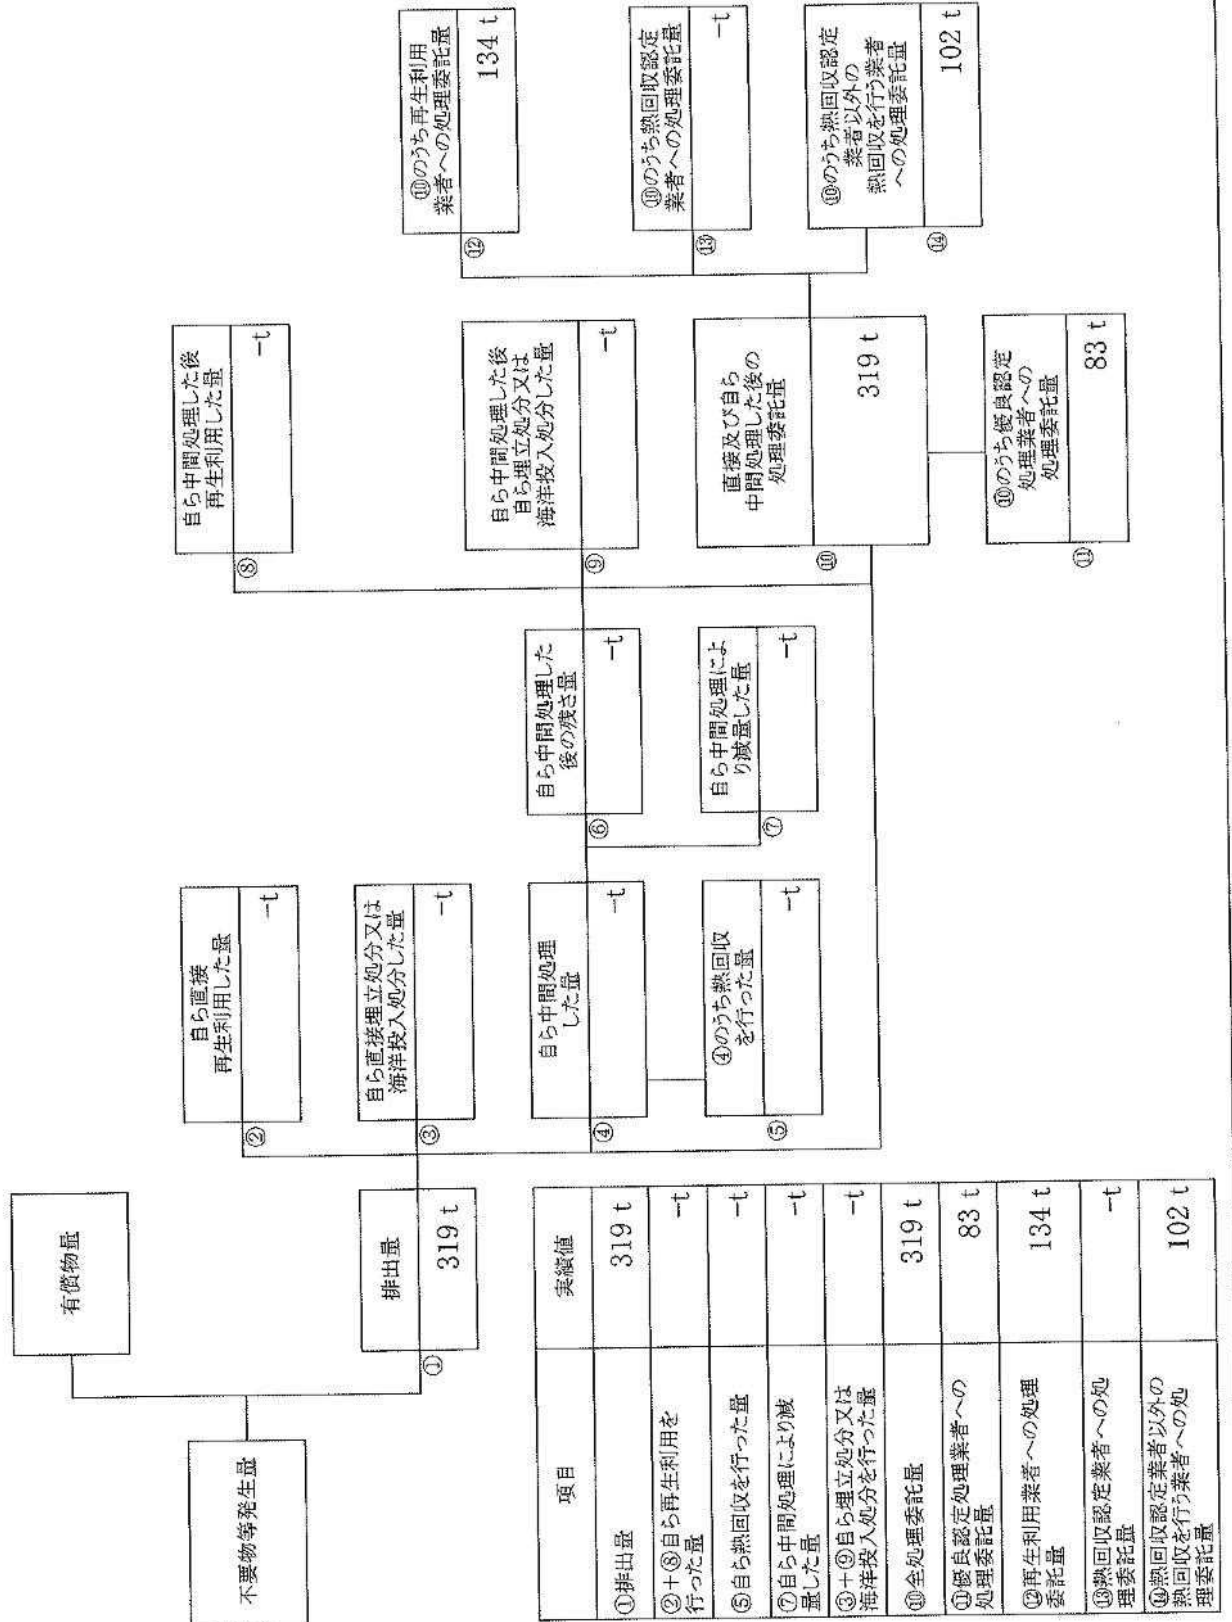 不要物等発生量
有償物量
①
排出量
319 t
②
自ら直接
再生利用した量
-t
③
自ら直接埋立処分又は
海洋投入処分した量
-t
④
自ら中間処理
した量
-t
⑤
④のうち熱回収
を行った量
-t
⑥
自ら中間処理した
後の残さ量
-t
⑦
自ら中間処理によ
り減量した量
-t
⑧
自ら中間処理した後
再生利用した量
-t
⑨
自ら中間処理した後
自ら埋立処分又は
海洋投入処分した量
-t
⑩
直接及び自ら
中間処理した後の
処理委託量
319 t
⑪
⑩のうち優良認定
処理業者への
処理委託量
83 t
⑫
⑩のうち再生利用
業者への処理委託量
134 t
⑬
⑩のうち熱回収認定
業者への処理委託量
-t
⑭
⑩のうち熱回収認定
業者以外の
熱回収を行う業者
への処理委託量
102 t
項目
実績値
①排出量
319 t
②+⑧自ら再生利用を
行った量
-t
⑤自ら熱回収を行った量
-t
⑦自ら中間処理により減
量した量
-t
③+⑨自ら埋立処分又は
海洋投入処分を行った量
-t
⑩全処理委託量
319 t
⑪優良認定処理業者への
処理委託量
83 t
⑫再生利用業者への処理
委託量
134 t
⑬熱回収認定業者への処
理委託量
-t
⑭熱回収認定業者以外の
熱回収を行う業者への処
理委託量
102 t